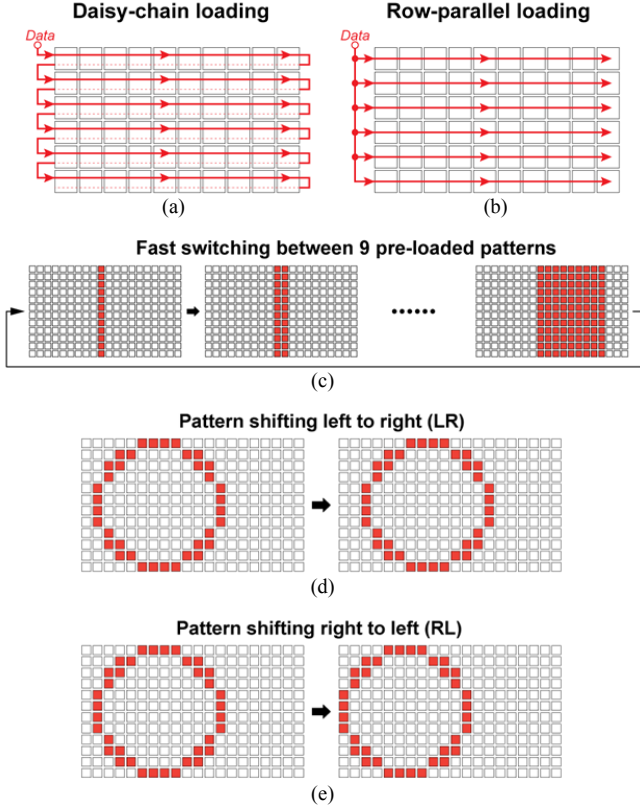 Daisy-chain loading
Row-parallel loading
Data
Data
(a)
(b)
Fast switching between 9 pre-loaded patterns
(c)
Pattern shifting left to right (LR)
(d)
Pattern shifting right to left (RL)
(e)